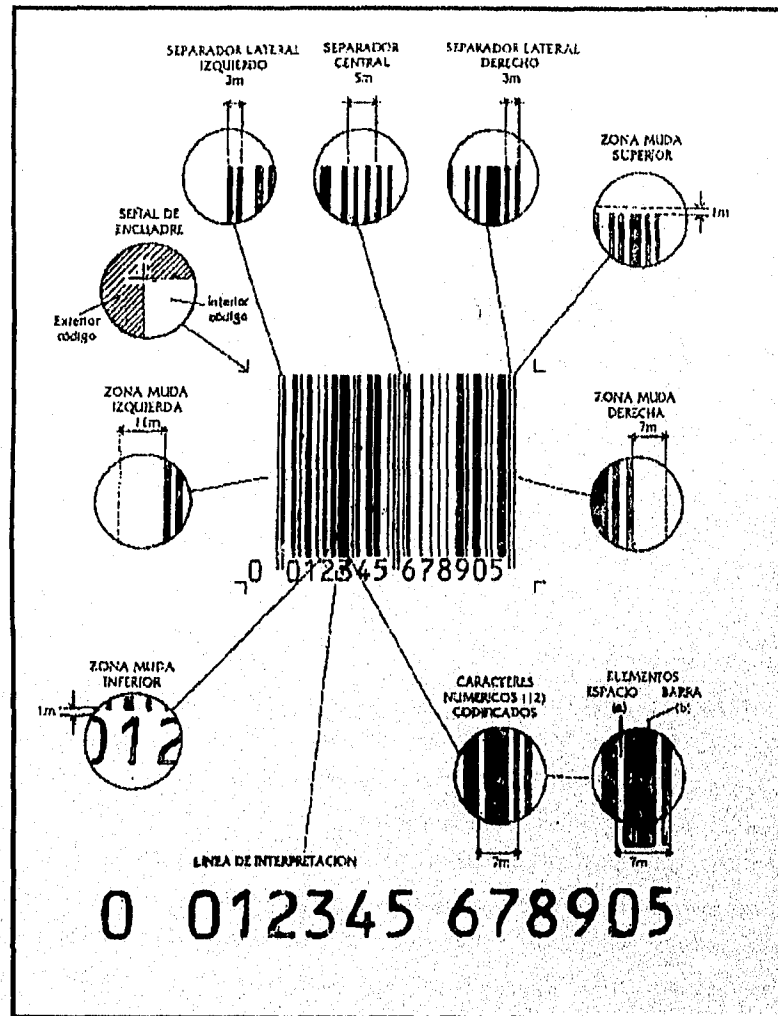 SEPARADOR LATERAL
IZQUIERDO
3m
SEPARADOR
CENTRAL
5m
SEPARADOR LATERAL
DERECHO
3m
ZONA MUDA
SUPERIOR
1m
SEÑAL DE
ENCUADRE
Exterior
código
Interior
código
ZONA MUDA
IZQUIERDA
11m
ZONA MUDA
DERECHA
7m
0 012345 678905
ZONA MUDA
INFERIOR
1m
012
CARACTERES
NUMERICOS (12)
CODIFICADOS
7m
ELEMENTOS
ESPACIO BARRA
(a) (b)
7m
LINEA DE INTERPRETACION
0 012345 678905